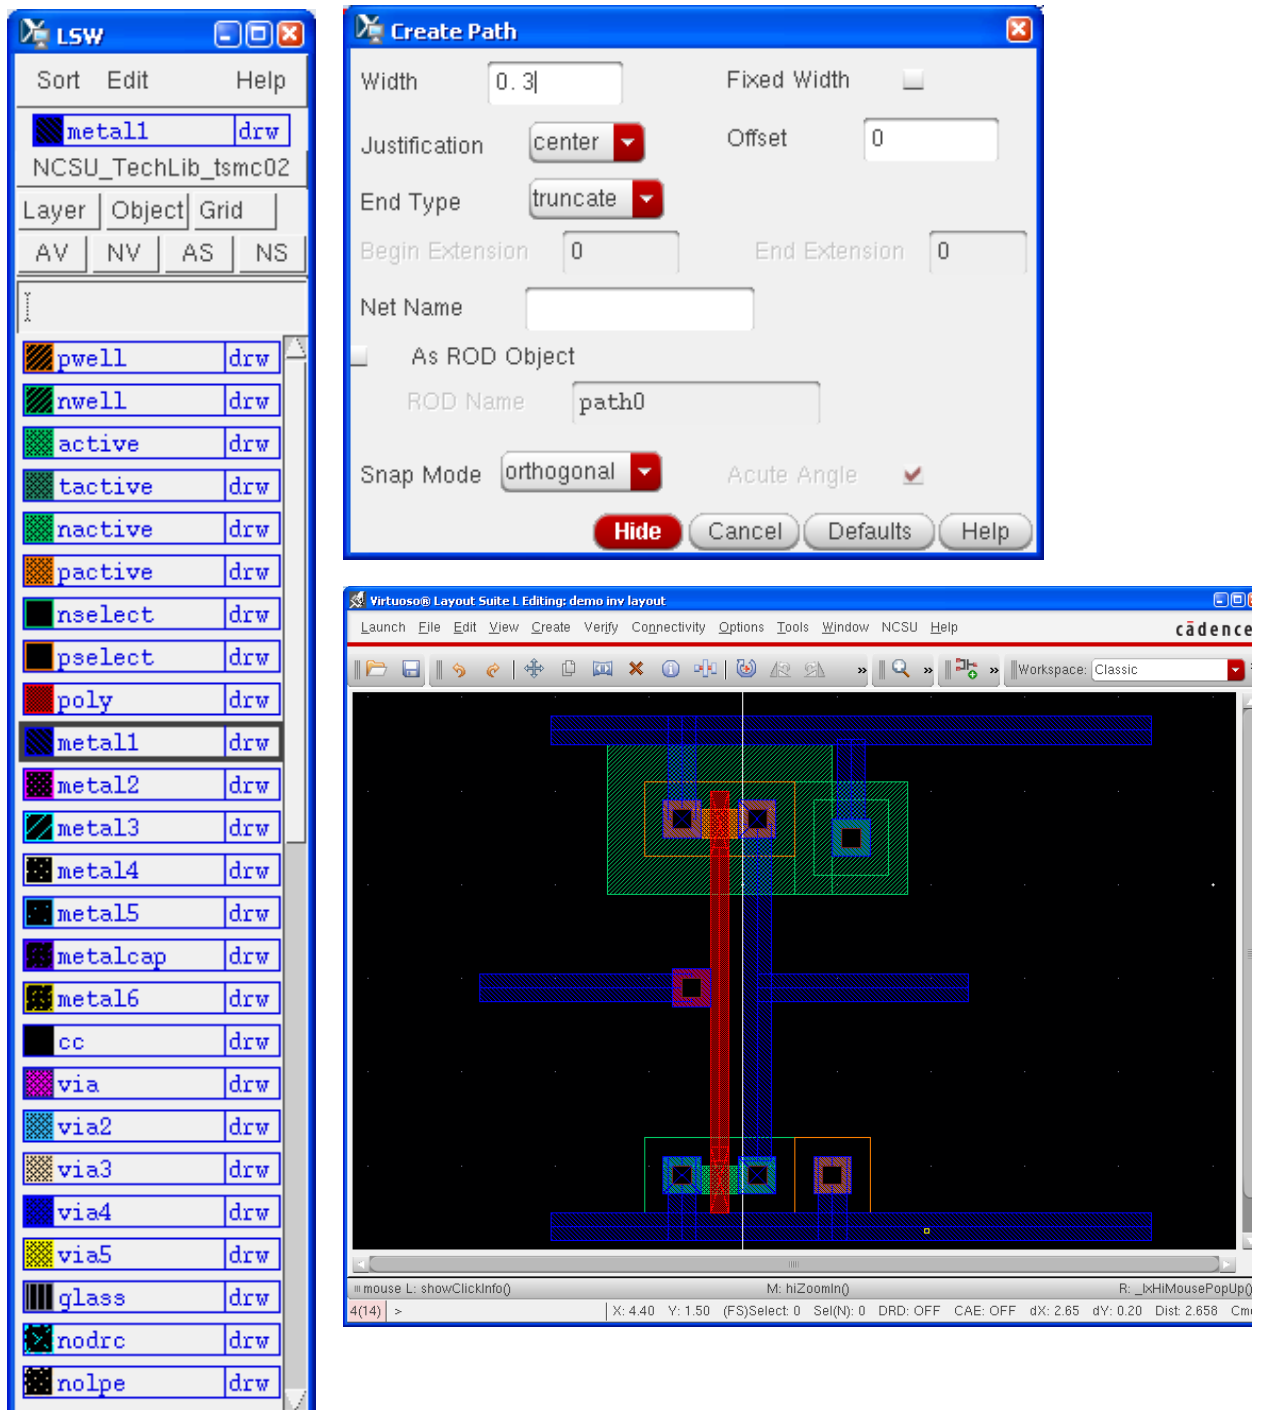 LSW
Sort Edit Help
metal1 drw
NCSU_TechLib_tsmc02
Layer Object Grid
AV NV AS NS
pwell drw
nwell drw
active drw
tactive drw
nactive drw
pactive drw
nselect drw
pselect drw
poly drw
metal1 drw
metal2 drw
metal3 drw
metal4 drw
metal5 drw
metalcap drw
metal6 drw
cc drw
via drw
via2 drw
via3 drw
via4 drw
via5 drw
glass drw
nodrc drw
nolpe drw
Create Path
Width 0.3 Fixed Width
Justification center Offset 0
End Type truncate
Begin Extension 0 End Extension 0
Net Name
As ROD Object
ROD Name path0
Snap Mode orthogonal Acute Angle
Hide Cancel Defaults Help
Virtuoso® Layout Suite L Editing: demo inv layout
Launch File Edit View Create Verify Connectivity Options Tools Window NCSU Help cādence
» » » Workspace: Classic
mouse L: showClickInfo() M: hiZoomIn() R: _lxHiMousePopUp()
4(14) > X: 4.40 Y: 1.50 (FS)Select: 0 Sel(N): 0 DRD: OFF CAE: OFF dX: 2.65 dY: 0.20 Dist: 2.658 Cm